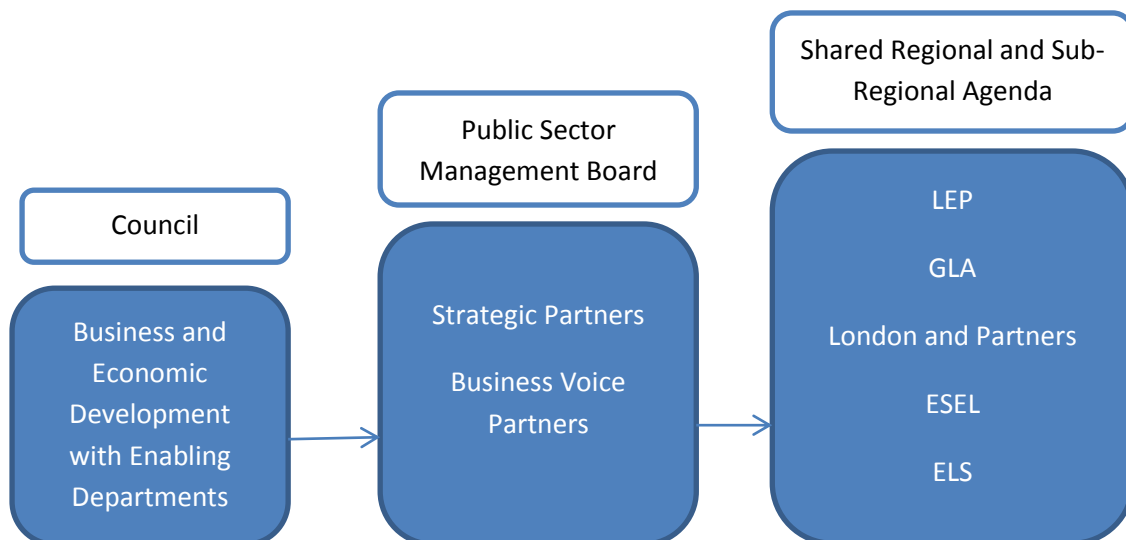 Council
Business and
Economic
Development
with Enabling
Departments
Public Sector
Management Board
Strategic Partners
Business Voice
Partners
Shared Regional and Sub-
Regional Agenda
LEP
GLA
London and Partners
ESEL
ELS